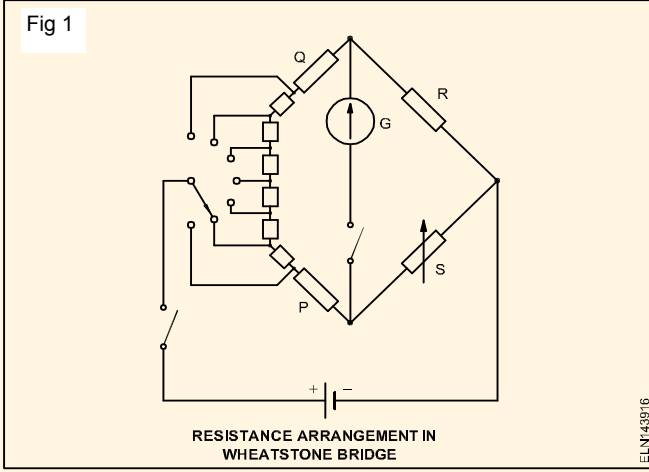 Fig 1
Q
R
G
S
P
+ −
RESISTANCE ARRANGEMENT IN
WHEATSTONE BRIDGE
ELN143916